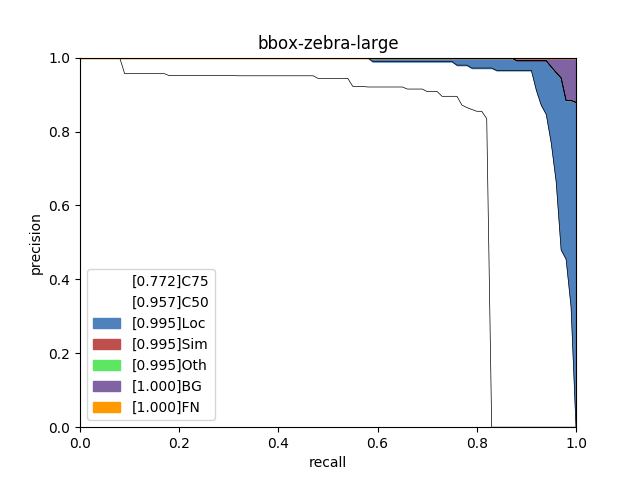 bbox-zebra-large
precision
1.0
0.8
0.6
0.4
0.2
0.0
[0.772]C75
[0.957]C50
[0.995]Loc
[0.995]Sim
[0.995]Oth
[1.000]BG
[1.000]FN
0.0 0.2 0.4 0.6 0.8 1.0
recall